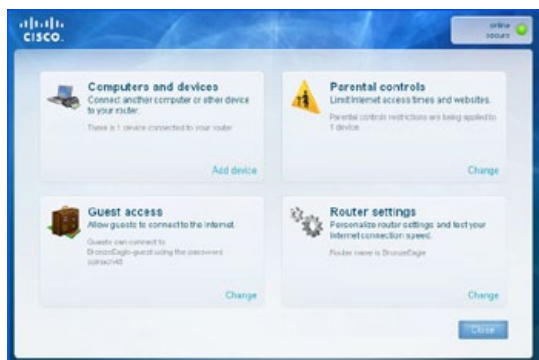 CISCO
online
secure
Computers and devices
Connect another computer or other device
to your router.
There is 1 device connected to your router
Add device
Parental controls
Limit Internet access times and websites.
Parental controls restrictions are being applied to
1 device
Change
Guest access
Allow guests to connect to the Internet.
Guests can connect to
BronzeEagle-guest using the password
Change
Router settings
Personalize router settings and test your
Internet connection speed.
Router name is BronzeEagle
Change
Close